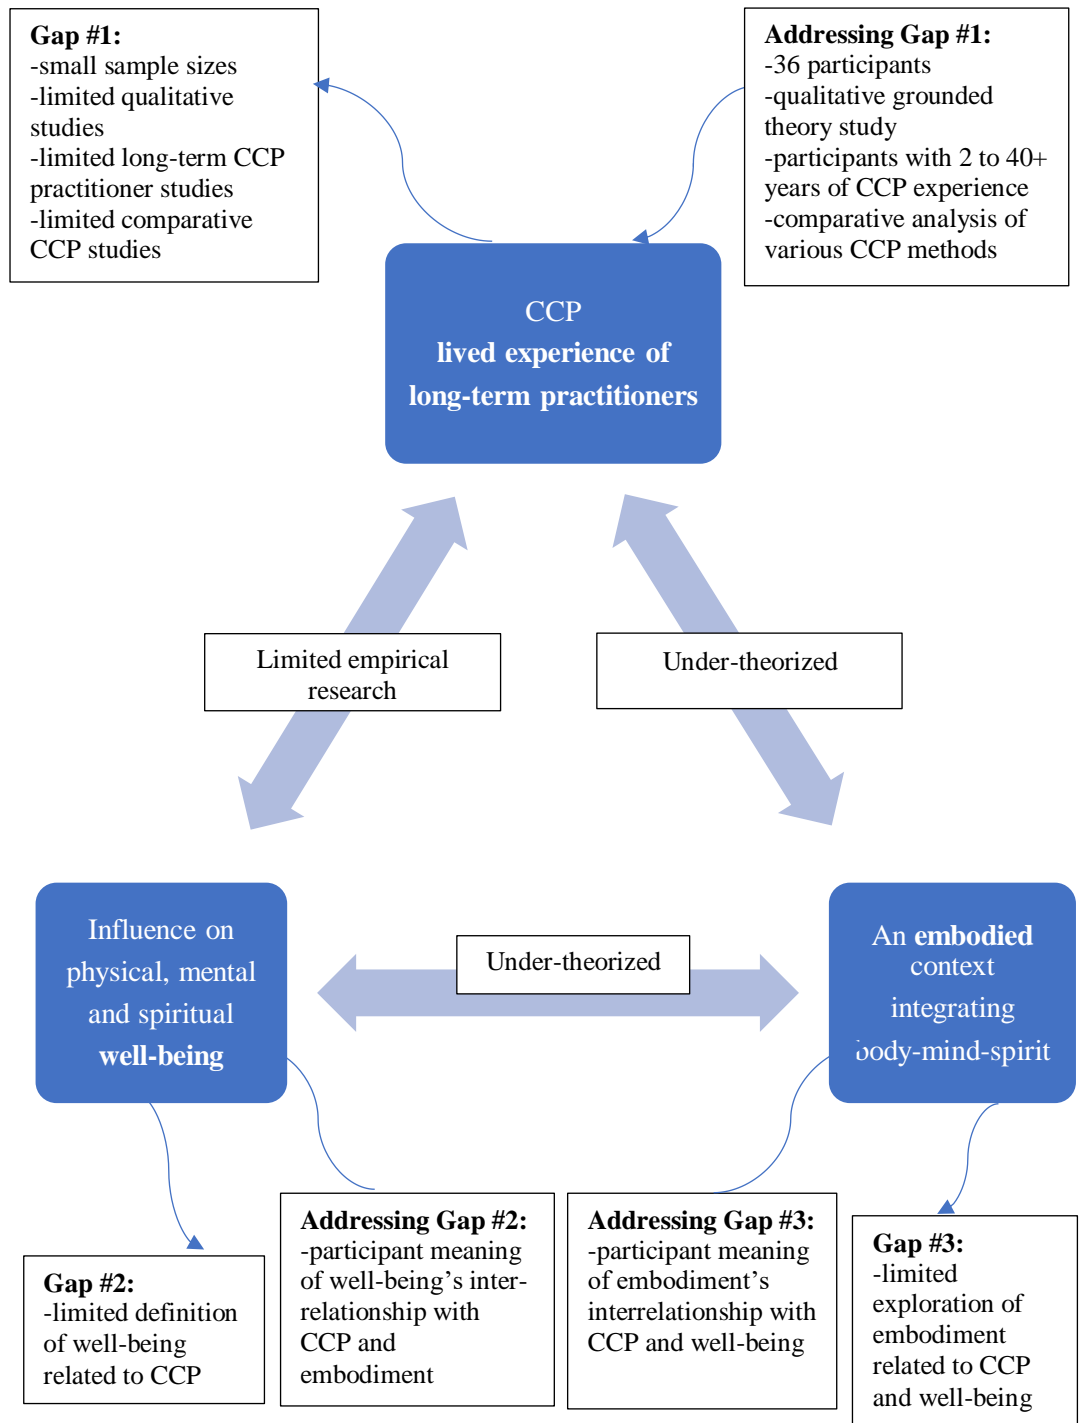 Gap #1:
-small sample sizes
-limited qualitative
studies
-limited long-term CCP
practitioner studies
-limited comparative
CCP studies
Addressing Gap #1:
-36 participants
-qualitative grounded
theory study
-participants with 2 to 40+
years of CCP experience
-comparative analysis of
various CCP methods
CCP
lived experience of
long-term practitioners
Limited empirical
research
Under-theorized
Influence on
physical, mental
and spiritual
well-being
Under-theorized
An embodied
context
integrating
body-mind-spirit
Gap #2:
-limited definition
of well-being
related to CCP
Addressing Gap #2:
-participant meaning
of well-being’s inter-
relationship with
CCP and
embodiment
Addressing Gap #3:
-participant meaning
of embodiment’s
interrelationship with
CCP and well-being
Gap #3:
-limited
exploration of
embodiment
related to CCP
and well-being